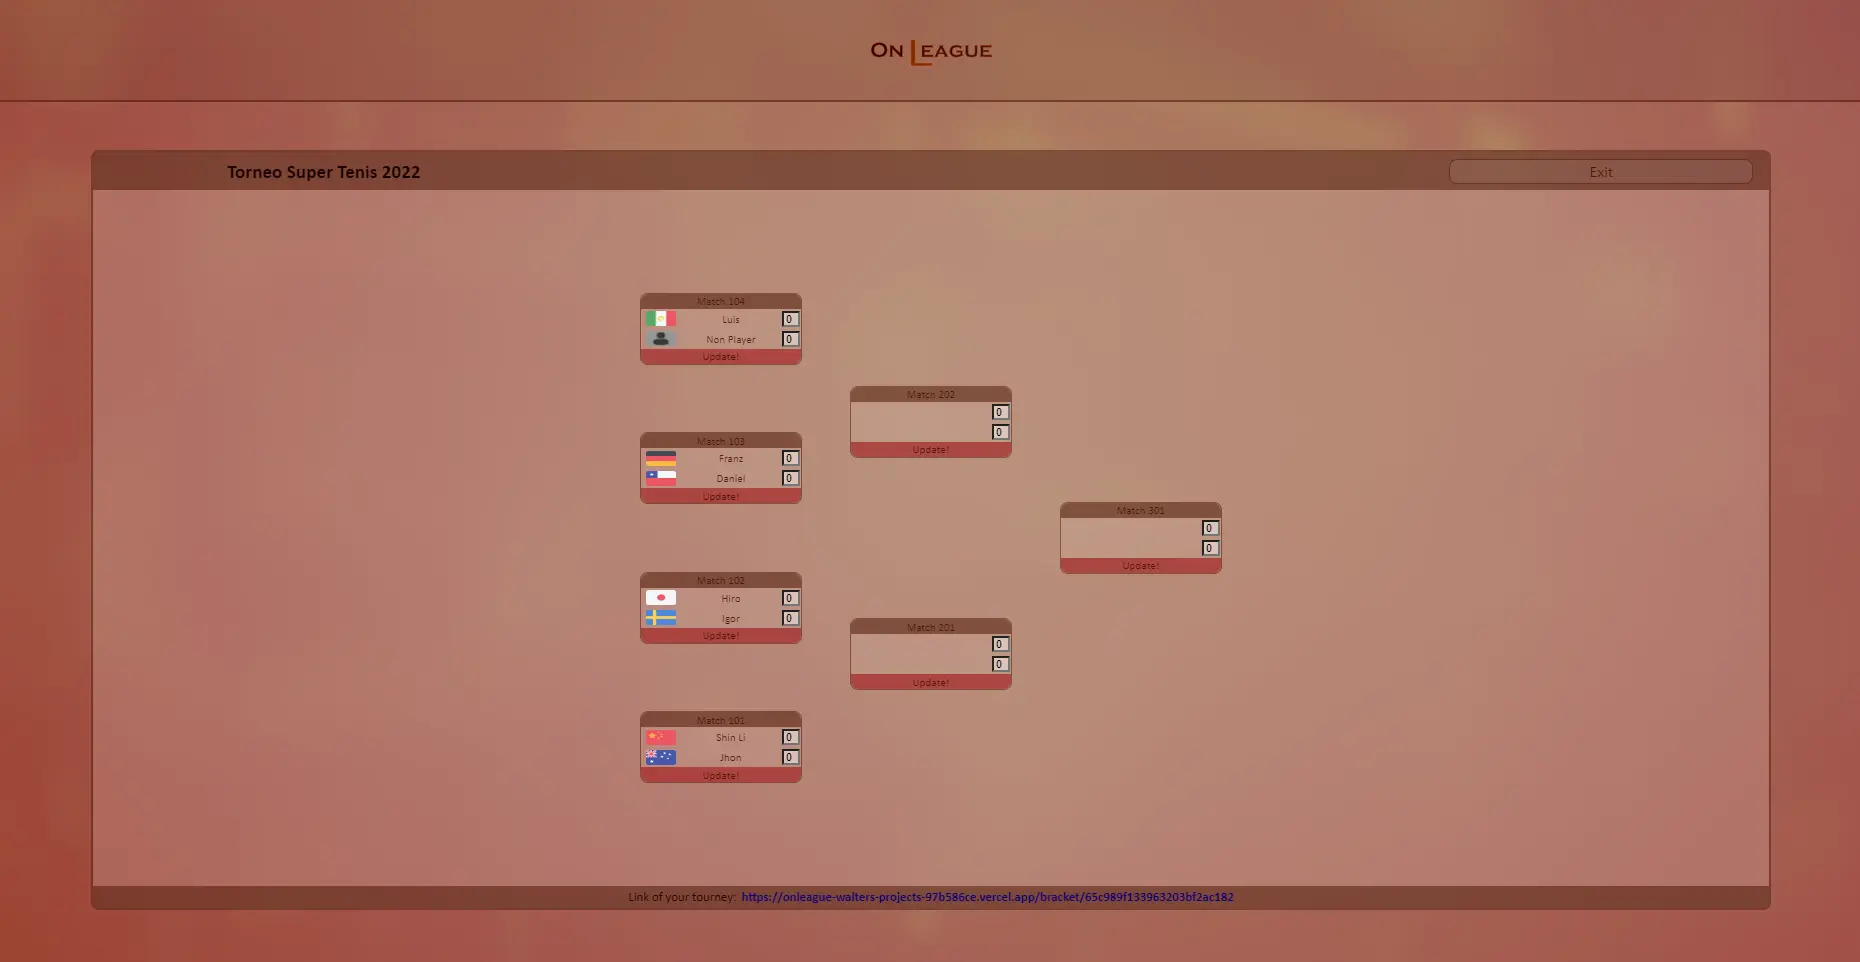 ON LEAGUE
Torneo Super Tenis 2022
Exit
Match 104
Luis 0
Non Player 0
Update!
Match 103
Franz 0
Daniel 0
Update!
Match 102
Hiro 0
Igor 0
Update!
Match 101
Shin Li 0
Jhon 0
Update!
Match 202
0
0
Update!
Match 201
0
0
Update!
Match 301
0
0
Update!
Link of your tourney: https://onleague-walters-projects-97b586ce.vercel.app/bracket/65c989f133963203bf2ac182